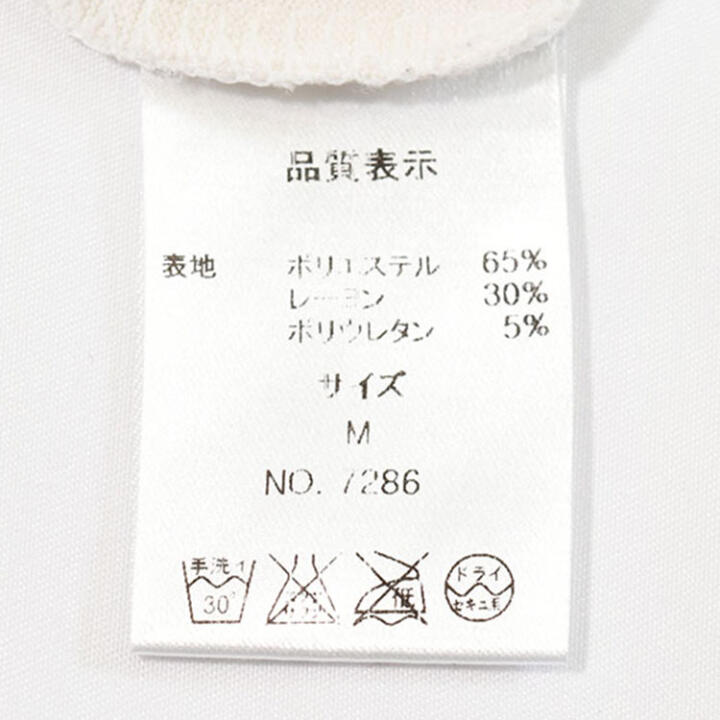 品質表示
表地 ポリエステル 65%
レーヨン 30%
ポリウレタン 5%
サイズ
M
NO. 7286
手洗イ
30°
低
ドライ
セキユ系